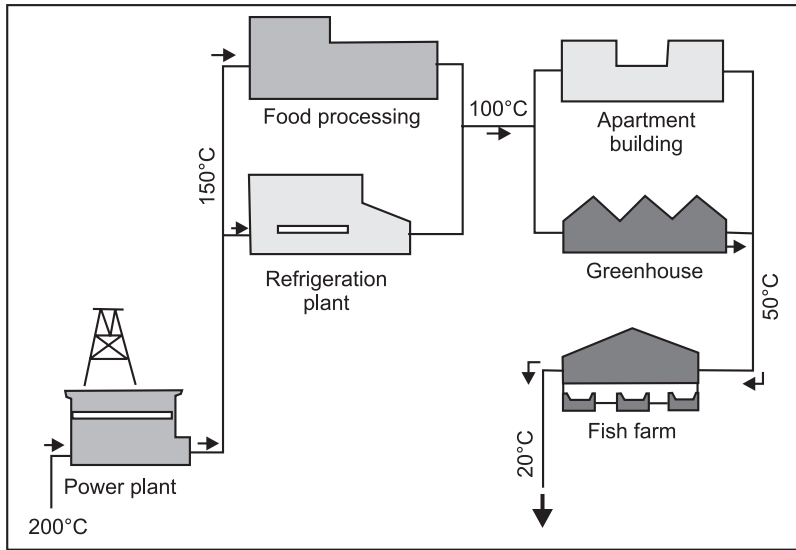 Food processing
100°C
Apartment
building
150°C
Refrigeration
plant
Greenhouse
50°C
Fish farm
20°C
Power plant
200°C